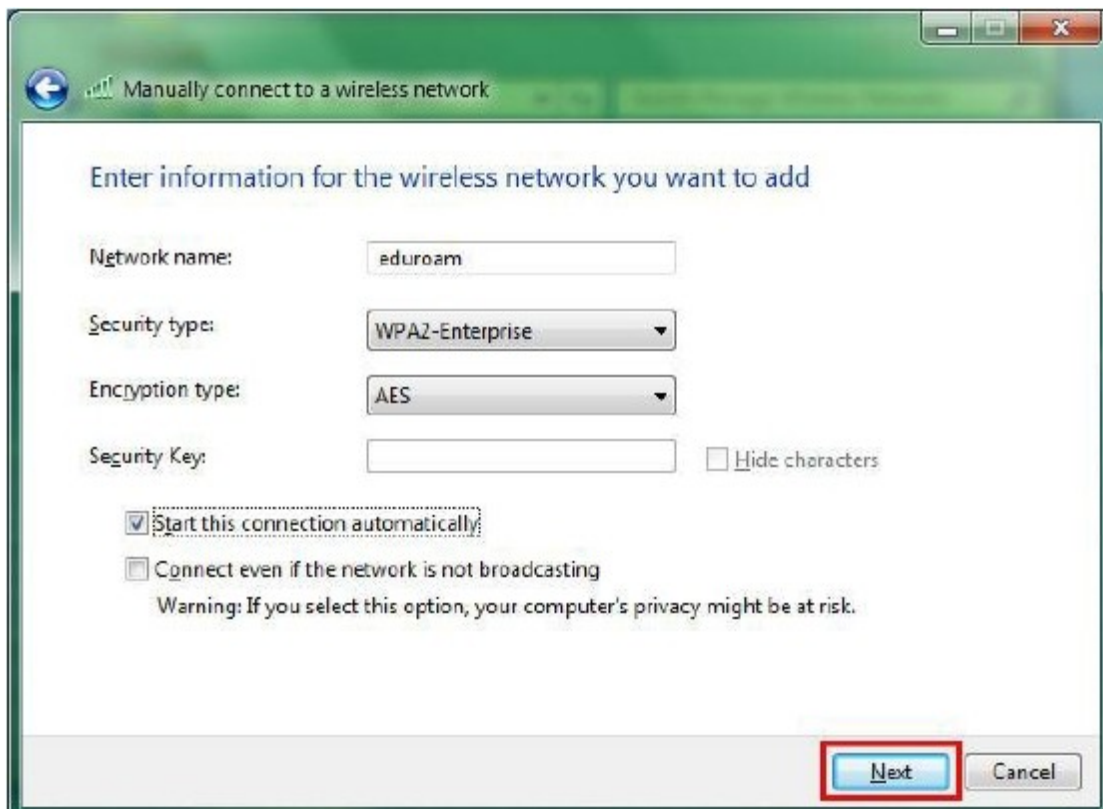 Manually connect to a wireless network
Enter information for the wireless network you want to add
Network name: eduroam
Security type: WPA2-Enterprise
Encryption type: AES
Security Key: Hide characters
Start this connection automatically
Connect even if the network is not broadcasting
Warning: If you select this option, your computer's privacy might be at risk.
Next Cancel